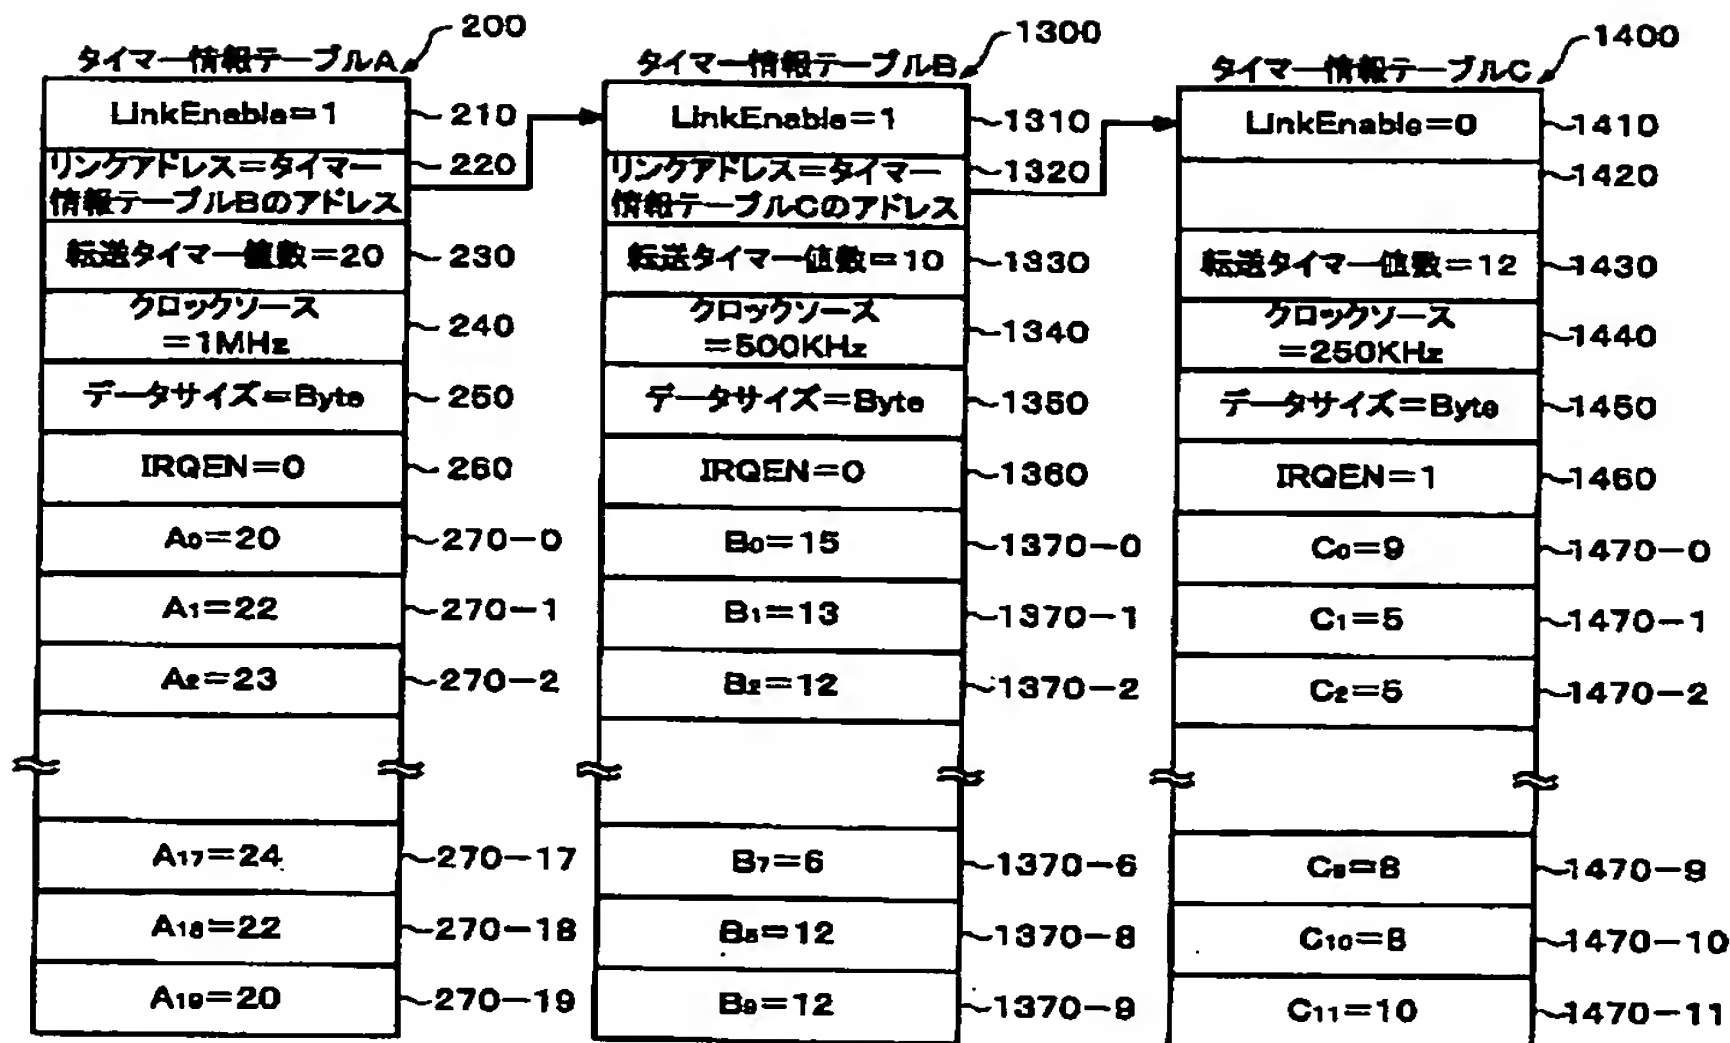 タイマー情報テーブルA
200
LinkEnable=1
210
リンクアドレス=タイマー
情報テーブルBのアドレス
220
転送タイマー値数=20
230
クロックソース
=1MHz
240
データサイズ=Byte
250
IRQEN=0
260
A0=20
270-0
A1=22
270-1
A2=23
270-2
A17=24
270-17
A18=22
270-18
A19=20
270-19
タイマー情報テーブルB
1300
LinkEnable=1
1310
リンクアドレス=タイマー
情報テーブルCのアドレス
1320
転送タイマー値数=10
1330
クロックソース
=500KHz
1340
データサイズ=Byte
1350
IRQEN=0
1360
B0=15
1370-0
B1=13
1370-1
B2=12
1370-2
B7=6
1370-6
B8=12
1370-8
B9=12
1370-9
タイマー情報テーブルC
1400
LinkEnable=0
1410
1420
転送タイマー値数=12
1430
クロックソース
=250KHz
1440
データサイズ=Byte
1450
IRQEN=1
1460
C0=9
1470-0
C1=5
1470-1
C2=5
1470-2
C9=8
1470-9
C10=8
1470-10
C11=10
1470-11